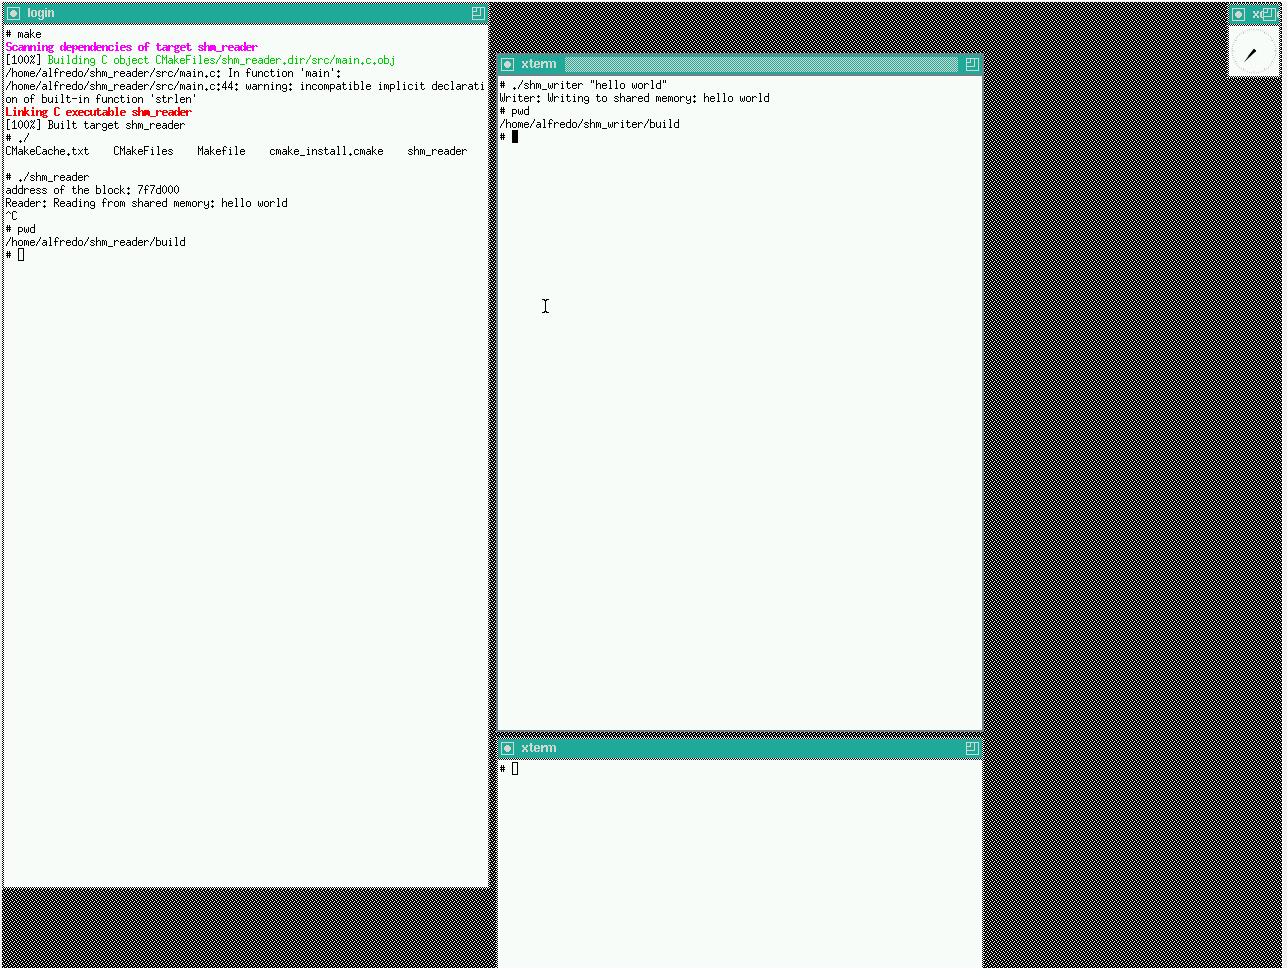 login
# make
Scanning dependencies of target shm_reader
[100%] Building C object CMakeFiles/shm_reader.dir/src/main.c.obj
/home/alfredo/shm_reader/src/main.c: In function 'main':
/home/alfredo/shm_reader/src/main.c:44: warning: incompatible implicit declarati
on of built-in function 'strlen'
Linking C executable shm_reader
[100%] Built target shm_reader
# ./
CMakeCache.txt    CMakeFiles    Makefile    cmake_install.cmake    shm_reader
# ./shm_reader
address of the block: 7f7d000
Reader: Reading from shared memory: hello world
^C
# pwd
/home/alfredo/shm_reader/build
#
xterm
# ./shm_writer "hello world"
Writer: Writing to shared memory: hello world
# pwd
/home/alfredo/shm_writer/build
#
xterm
#